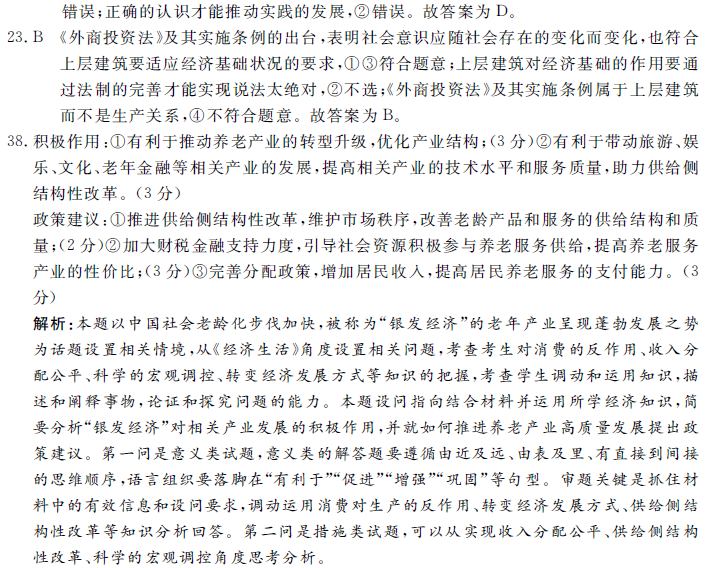 错误;正确的认识才能推动实践的发展,②错误。故答案为 D。
23. B 《外商投资法》及其实施条例的出台,表明社会意识应随社会存在的变化而变化,也符合
上层建筑要适应经济基础状况的要求,①③符合题意;上层建筑对经济基础的作用要通
过法制的完善才能实现说法太绝对,②不选;《外商投资法》及其实施条例属于上层建筑
而不是生产关系,④不符合题意。故答案为 B。
38. 积极作用:①有利于推动养老产业的转型升级,优化产业结构;(3 分)②有利于带动旅游、娱
乐、文化、老年金融等相关产业的发展,提高相关产业的技术水平和服务质量,助力供给侧
结构性改革。(3 分)
政策建议:①推进供给侧结构性改革,维护市场秩序,改善老龄产品和服务的供给结构和质
量;(2 分)②加大财税金融支持力度,引导社会资源积极参与养老服务供给,提高养老服务
产业的性价比;(3 分)③完善分配政策,增加居民收入,提高居民养老服务的支付能力。(3
分)
解析:本题以中国社会老龄化步伐加快,被称为“银发经济”的老年产业呈现蓬勃发展之势
为话题设置相关情境,从《经济生活》角度设置相关问题,考查考生对消费的反作用、收入分
配公平、科学的宏观调控、转变经济发展方式等知识的把握,考查学生调动和运用知识,描
述和阐释事物,论证和探究问题的能力。本题设问指向结合材料并运用所学经济知识,简
要分析“银发经济”对相关产业发展的积极作用,并就如何推进养老产业高质量发展提出政
策建议。第一问是意义类试题,意义类的解答题要遵循由近及远、由表及里、有直接到间接
的思维顺序,语言组织要落脚在“有利于”“促进”“增强”“巩固”等句型。审题关键是抓住材
料中的有效信息和设问要求,调动运用消费对生产的反作用、转变经济发展方式、供给侧结
构性改革等知识分析回答。第二问是措施类试题,可以从实现收入分配公平、供给侧结构
性改革、科学的宏观调控角度思考分析。